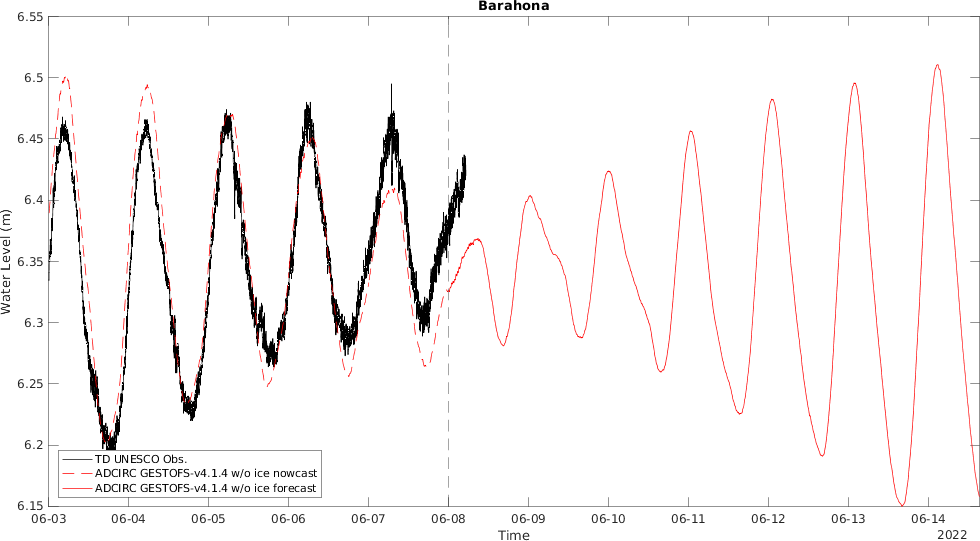 Barahona
6.55
6.5
6.45
6.4
6.35
6.3
6.25
6.2
6.15
Water Level (m)
TD UNESCO Obs.
ADCIRC GESTOFS-v4.1.4 w/o ice nowcast
ADCIRC GESTOFS-v4.1.4 w/o ice forecast
06-03 06-04 06-05 06-06 06-07 06-08 06-09 06-10 06-11 06-12 06-13 06-14
Time
2022